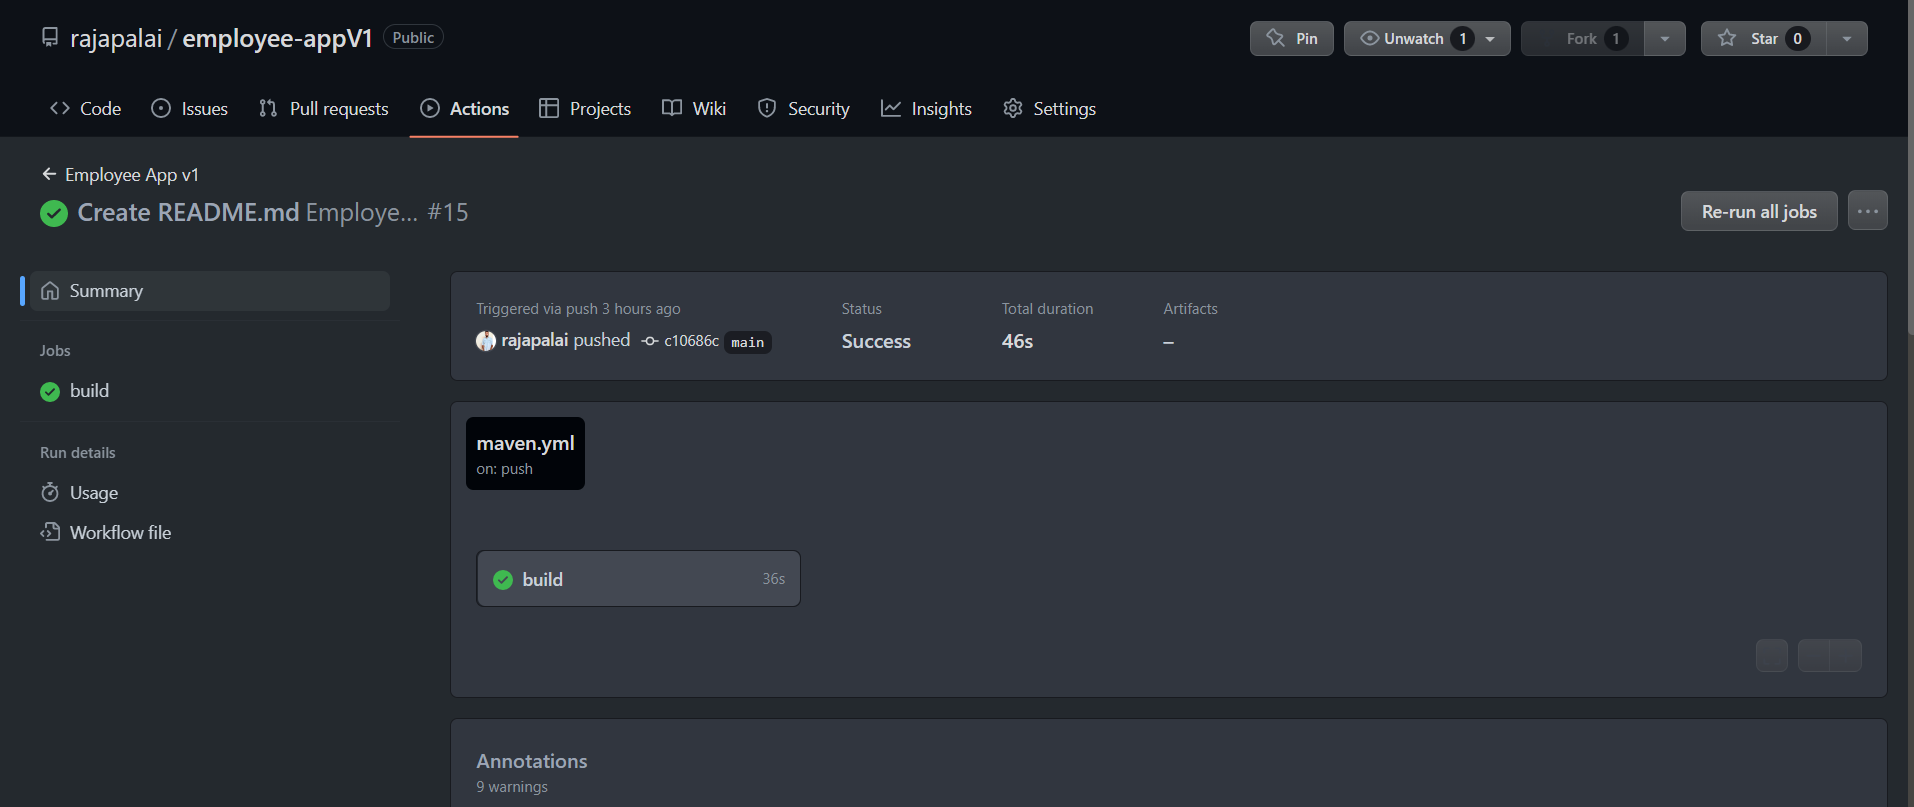 rajapalai / employee-appV1 Public
Pin
Unwatch 1
Fork 1
Star 0
Code
Issues
Pull requests
Actions
Projects
Wiki
Security
Insights
Settings
Employee App v1
Create README.md Employe... #15
Re-run all jobs
Summary
Jobs
build
Run details
Usage
Workflow file
Triggered via push 3 hours ago
rajapalai pushed c10686c main
Status
Success
Total duration
46s
Artifacts
–
maven.yml
on: push
build 36s
Annotations
9 warnings